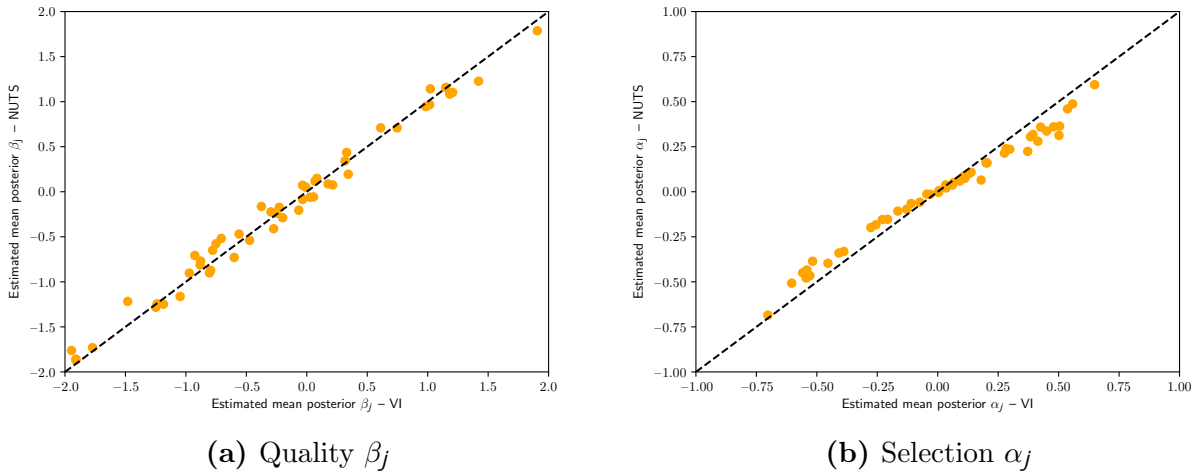 2.0
1.5
1.0
0.5
0.0
−0.5
−1.0
−1.5
−2.0
Estimated mean posterior βj – NUTS
−2.0 −1.5 −1.0 −0.5 0.0 0.5 1.0 1.5 2.0
Estimated mean posterior βj – VI
(a) Quality βj
1.00
0.75
0.50
0.25
0.00
−0.25
−0.50
−0.75
−1.00
Estimated mean posterior αj – NUTS
−1.00 −0.75 −0.50 −0.25 0.00 0.25 0.50 0.75 1.00
Estimated mean posterior αj – VI
(b) Selection αj